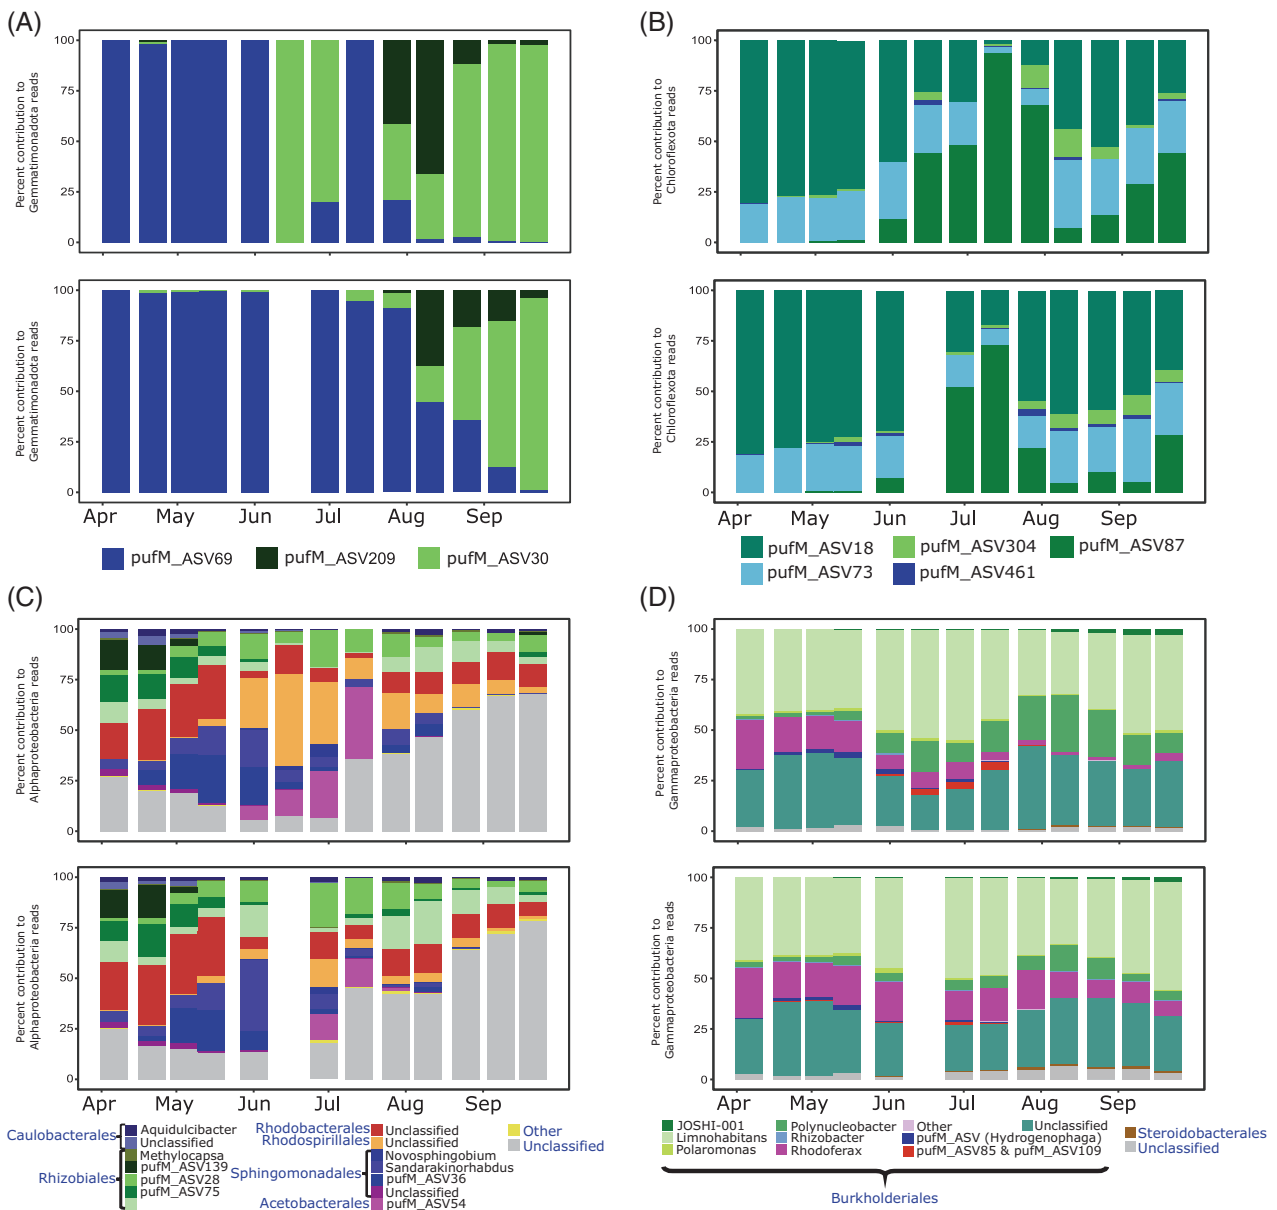 (A)
Percent contribution to
Gemmatimonadota reads
100
75
50
25
0
Percent contribution to
Gemmatimonadota reads
100
75
50
25
0
Apr May Jun Jul Aug Sep
pufM_ASV69 pufM_ASV209 pufM_ASV30
(B)
Percent contribution to
Chloroflexota reads
100
75
50
25
0
Percent contribution to
Chloroflexota reads
100
75
50
25
0
Apr May Jun Jul Aug Sep
pufM_ASV18 pufM_ASV304 pufM_ASV87
pufM_ASV73 pufM_ASV461
(C)
Percent contribution to
Alphaproteobacteria reads
100
75
50
25
0
Percent contribution to
Alphaproteobacteria reads
100
75
50
25
0
Apr May Jun Jul Aug Sep
Caulobacterales
Aquidulcibacter
Unclassified
Rhizobiales
Methylocapsa
pufM_ASV139
pufM_ASV28
pufM_ASV75
Rhodobacterales
Unclassified
Rhodospirillales
Unclassified
Sphingomonadales
Novosphingobium
Sandarakinorhabdus
pufM_ASV36
Unclassified
Acetobacterales
pufM_ASV54
Other
Unclassified
(D)
Percent contribution to
Gammaproteobacteria reads
100
75
50
25
0
Percent contribution to
Gammaproteobacteria reads
100
75
50
25
0
Apr May Jun Jul Aug Sep
JOSHI-001 Polynucleobacter Other Unclassified
Limnohabitans Rhizobacter pufM_ASV (Hydrogenophaga)
Polaromonas Rhodoferax pufM_ASV85 & pufM_ASV109
Steroidobacterales
Unclassified
Burkholderiales